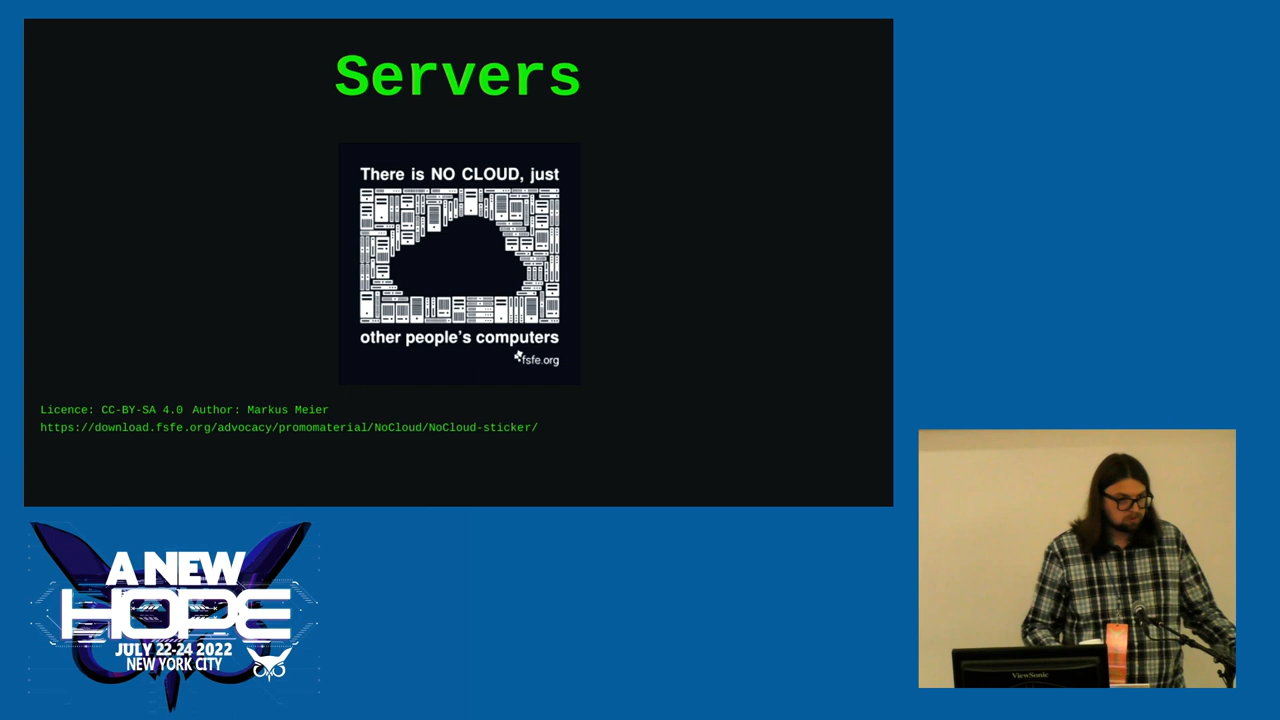 Servers
There is NO CLOUD, just
other people's computers
fsfe.org
Licence: CC-BY-SA 4.0 Author: Markus Meier
https://download.fsfe.org/advocacy/promomaterial/NoCloud/NoCloud-sticker/
A NEW
HOPE
JULY 22-24 2022
NEW YORK CITY
ViewSonic